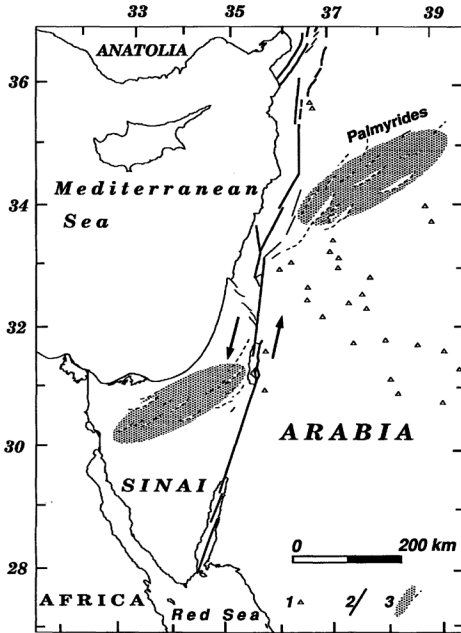 33 35 37 39
36
34
32
30
28
ANATOLIA
Palmyrides
Mediterranean
Sea
ARABIA
SINAI
0 200 km
AFRICA
Red Sea
1 2 3